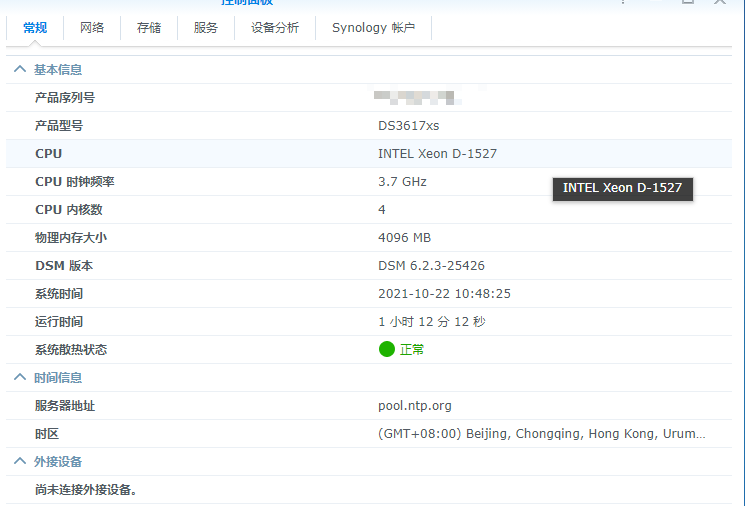 控制面板
常规 网络 存储 服务 设备分析 Synology 帐户
基本信息
产品序列号
产品型号 DS3617xs
CPU INTEL Xeon D-1527
CPU 时钟频率 3.7 GHz
INTEL Xeon D-1527
CPU 内核数 4
物理内存大小 4096 MB
DSM 版本 DSM 6.2.3-25426
系统时间 2021-10-22 10:48:25
运行时间 1 小时 12 分 12 秒
系统散热状态 正常
时间信息
服务器地址 pool.ntp.org
时区 (GMT+08:00) Beijing, Chongqing, Hong Kong, Urum...
外接设备
尚未连接外接设备。